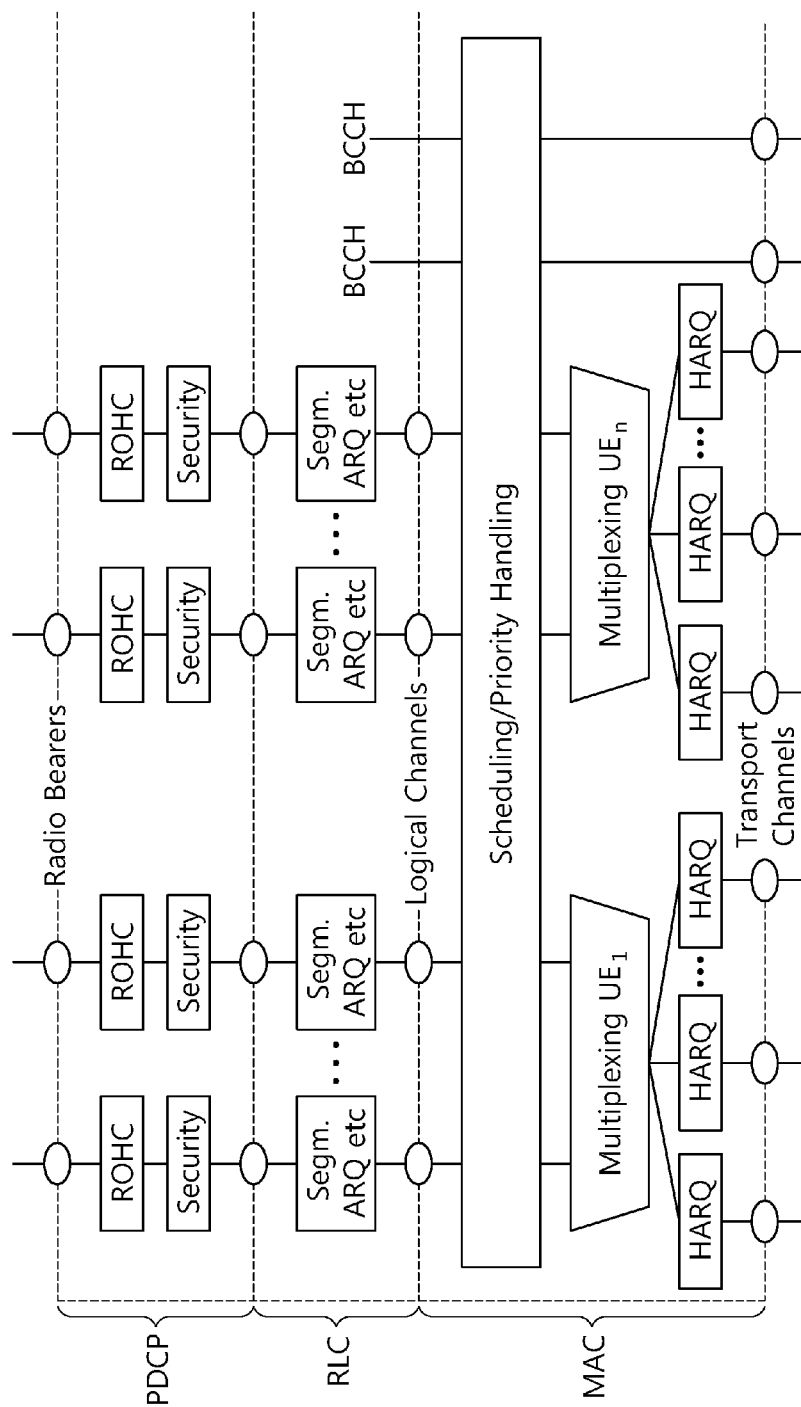 Radio Bearers
PDCP
ROHC
ROHC
ROHC
ROHC
Security
Security
Security
Security
RLC
Segm.
ARQ etc
...
Segm.
ARQ etc
Segm.
ARQ etc
...
Segm.
ARQ etc
BCCH
BCCH
Logical Channels
MAC
Scheduling/Priority Handling
Multiplexing UE1
Multiplexing UEn
HARQ
HARQ
...
HARQ
HARQ
HARQ
...
HARQ
Transport
Channels